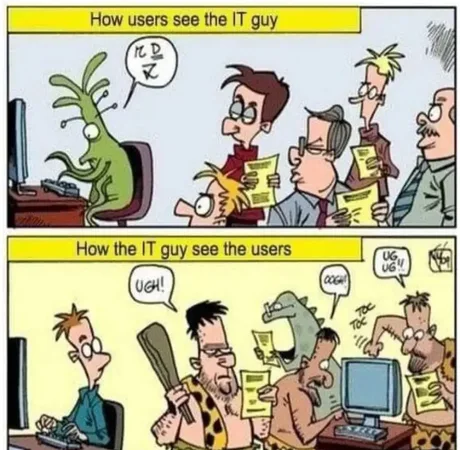 How users see the IT guy
How the IT guy see the users
UGH!
OOGH!
UG
UG!!
TOC
TOC